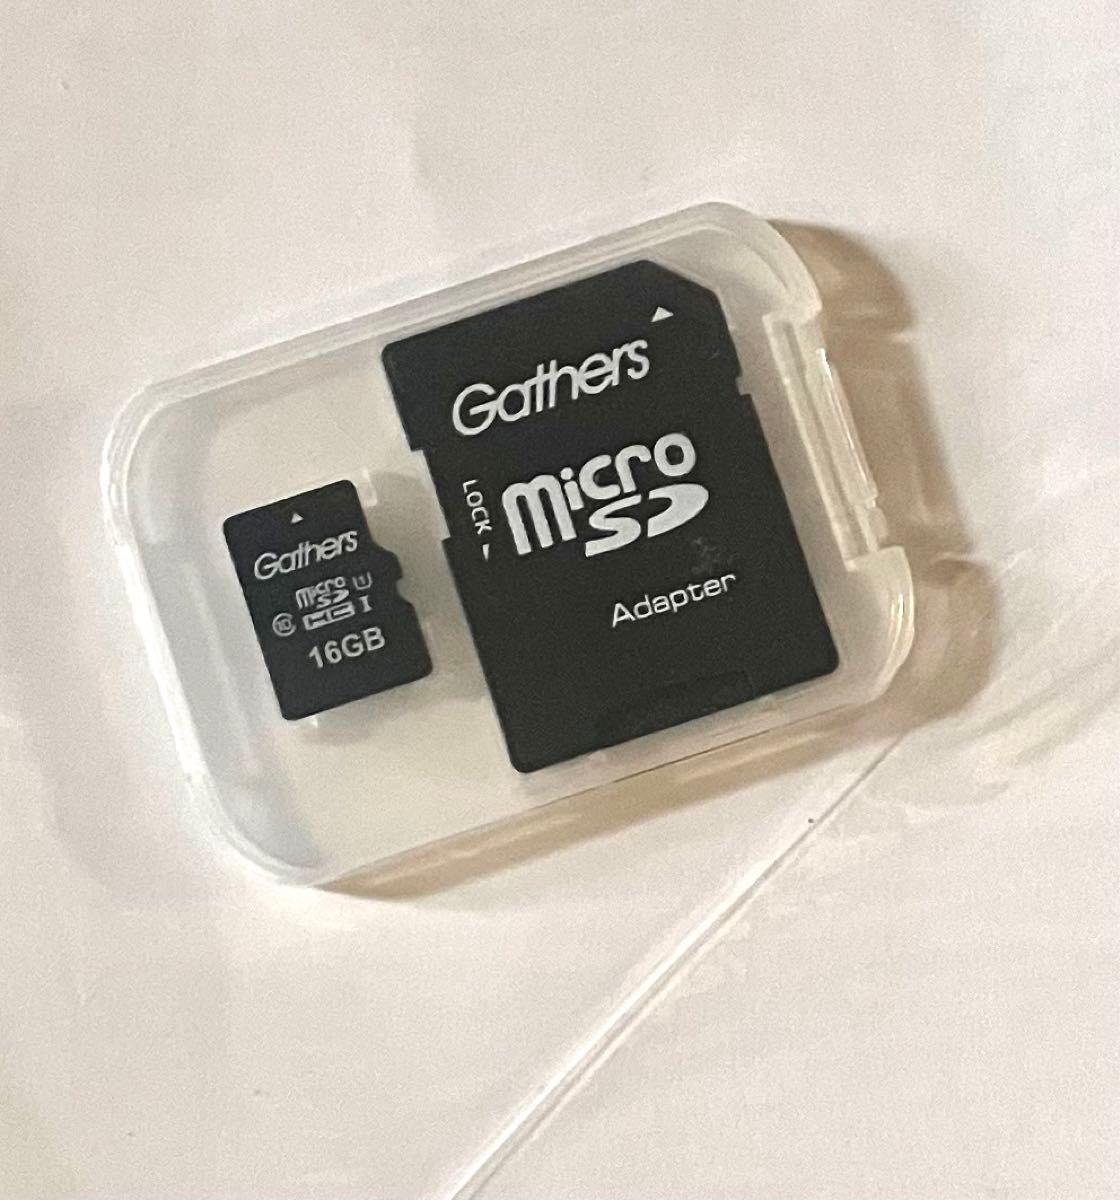 Gathers
micro
SD
HC I
U1
10
16GB
Gathers
LOCK
micro
SD
Adapter